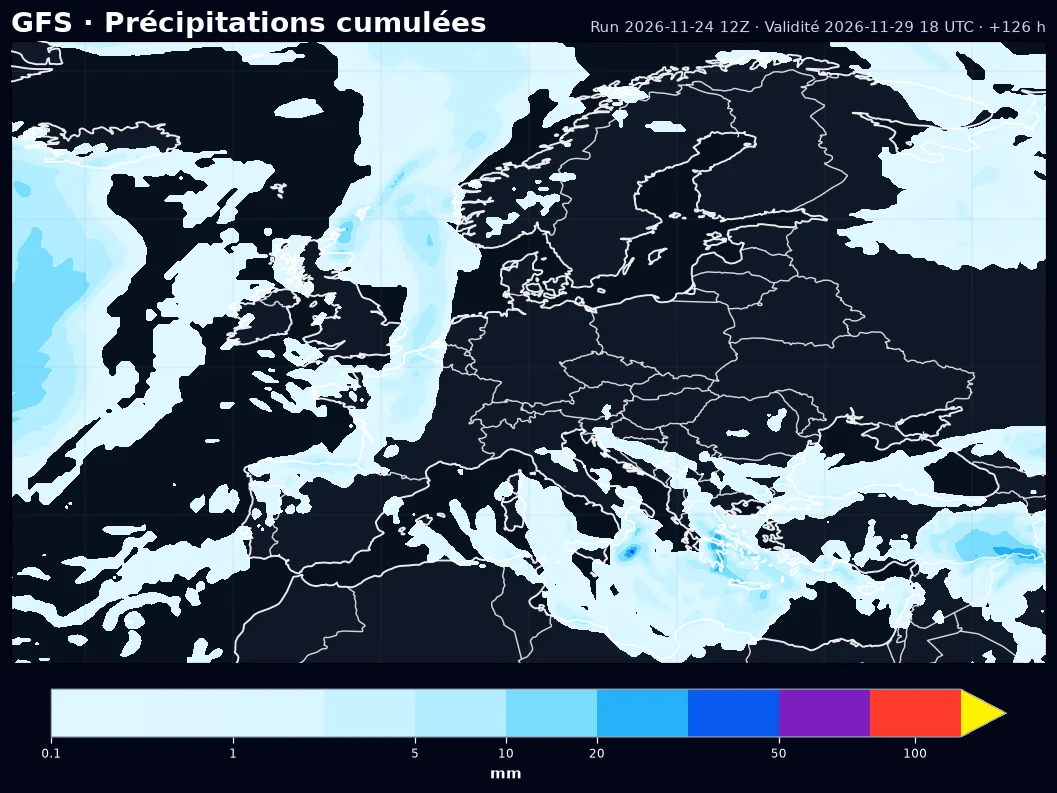 GFS · Précipitations cumulées
Run 2026-11-24 12Z · Validité 2026-11-29 18 UTC · +126 h
0.1 1 5 10 20 50 100
mm